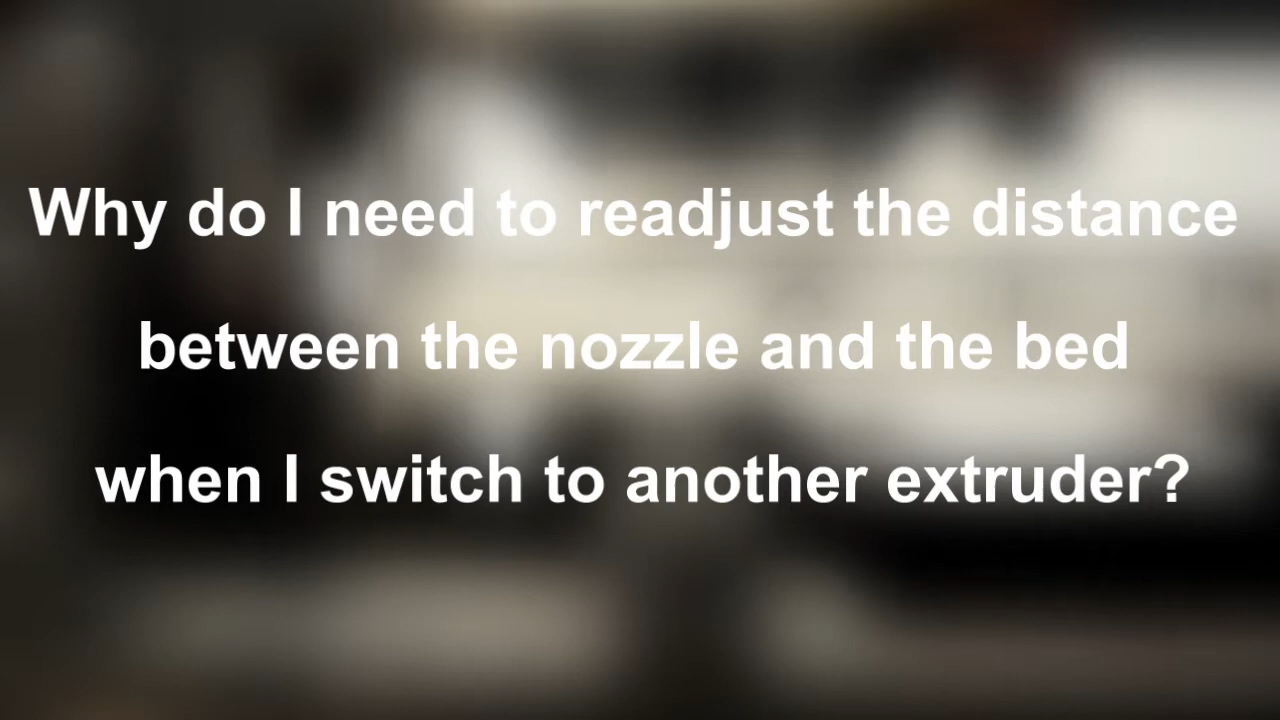 Why do I need to readjust the distance
between the nozzle and the bed
when I switch to another extruder?